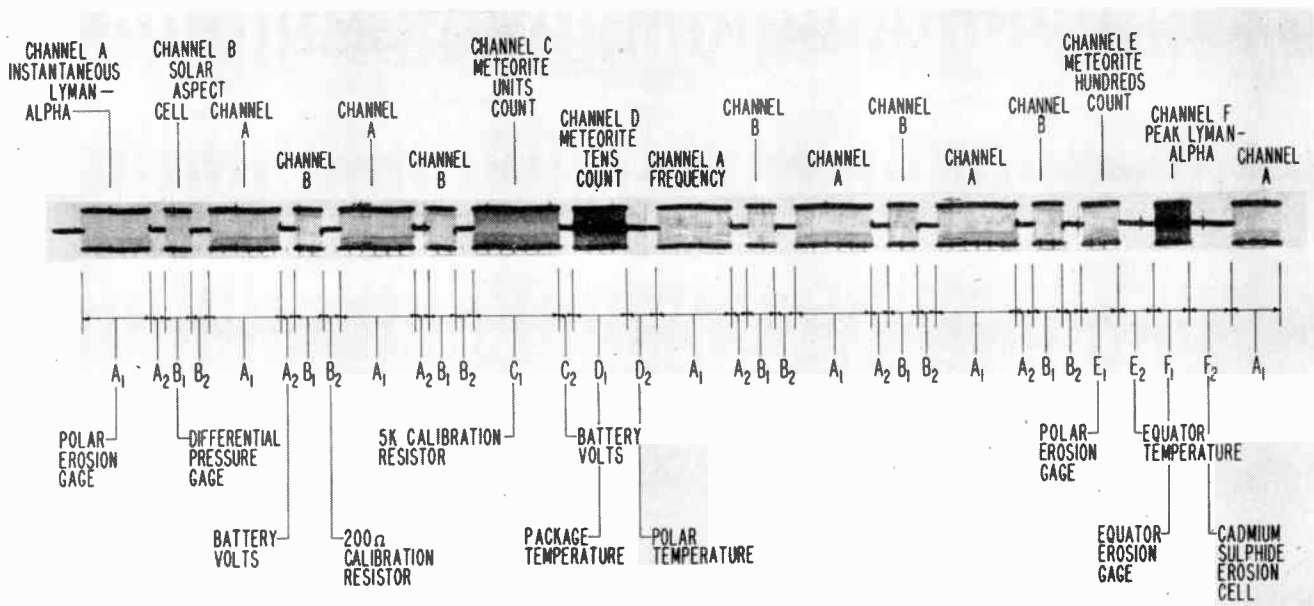 CHANNEL A
INSTANTANEOUS
LYMAN—
ALPHA
CHANNEL B
SOLAR
ASPECT
CELL
CHANNEL
A
CHANNEL
B
CHANNEL
A
CHANNEL
B
CHANNEL C
METEORITE
UNITS
COUNT
CHANNEL D
METEORITE
TENS
COUNT
CHANNEL A
FREQUENCY
CHANNEL
B
CHANNEL
A
CHANNEL
B
CHANNEL
A
CHANNEL
B
CHANNEL E
METEORITE
HUNDREDS
COUNT
CHANNEL F
PEAK LYMAN-
ALPHA
CHANNEL
A
A₁ A₂ B₁ B₂ A₁ A₂ B₁ B₂ A₁ A₂ B₁ B₂ C₁ C₂ D₁ D₂ A₁ A₂ B₁ B₂ A₁ A₂ B₁ B₂ A₁ A₂ B₁ B₂ E₁ E₂ F₁ F₂ A₁
POLAR
EROSION
GAGE
DIFFERENTIAL
PRESSURE
GAGE
BATTERY
VOLTS
200Ω
CALIBRATION
RESISTOR
5K CALIBRATION
RESISTOR
BATTERY
VOLTS
PACKAGE
TEMPERATURE
POLAR
TEMPERATURE
POLAR
EROSION
GAGE
EQUATOR
TEMPERATURE
EQUATOR
EROSION
GAGE
CADMIUM
SULPHIDE
EROSION
CELL